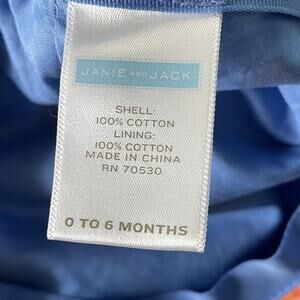 JANIE AND JACK
SHELL:
100% COTTON
LINING:
100% COTTON
MADE IN CHINA
RN 70530
0 TO 6 MONTHS